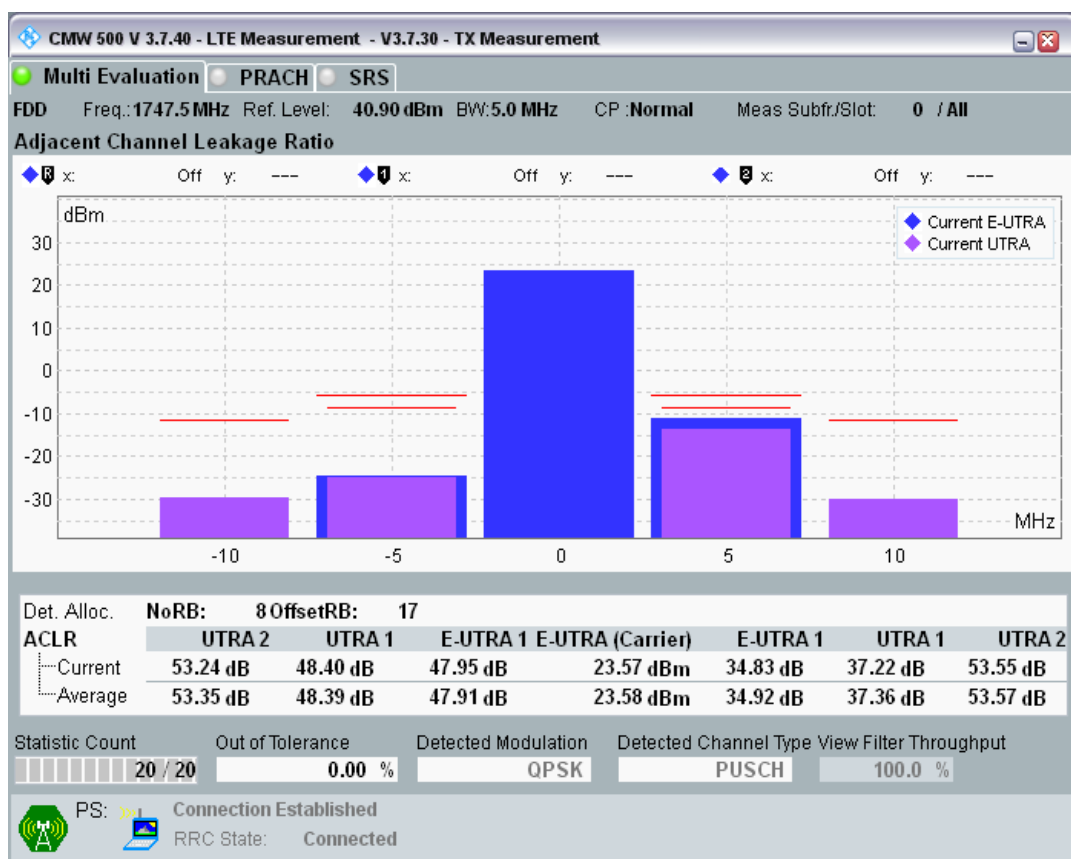 CMW 500 V 3.7.40 - LTE Measurement - V3.7.30 - TX Measurement
Multi Evaluation PRACH SRS
FDD Freq.:1747.5 MHz Ref. Level: 40.90 dBm BW:5.0 MHz CP :Normal Meas Subfr./Slot: 0 / All
Adjacent Channel Leakage Ratio
R x: Off y: --- 1 x: Off y: --- 2 x: Off y: ---
dBm
Current E-UTRA
Current UTRA
30
20
10
0
-10
-20
-30
MHz
-10 -5 0 5 10
Det. Alloc. NoRB: 8 OffsetRB: 17
ACLR UTRA 2 UTRA 1 E-UTRA 1 E-UTRA (Carrier) E-UTRA 1 UTRA 1 UTRA 2
Current 53.24 dB 48.40 dB 47.95 dB 23.57 dBm 34.83 dB 37.22 dB 53.55 dB
Average 53.35 dB 48.39 dB 47.91 dB 23.58 dBm 34.92 dB 37.36 dB 53.57 dB
Statistic Count Out of Tolerance Detected Modulation Detected Channel Type View Filter Throughput
20 / 20 0.00 % QPSK PUSCH 100.0 %
PS: Connection Established
RRC State: Connected